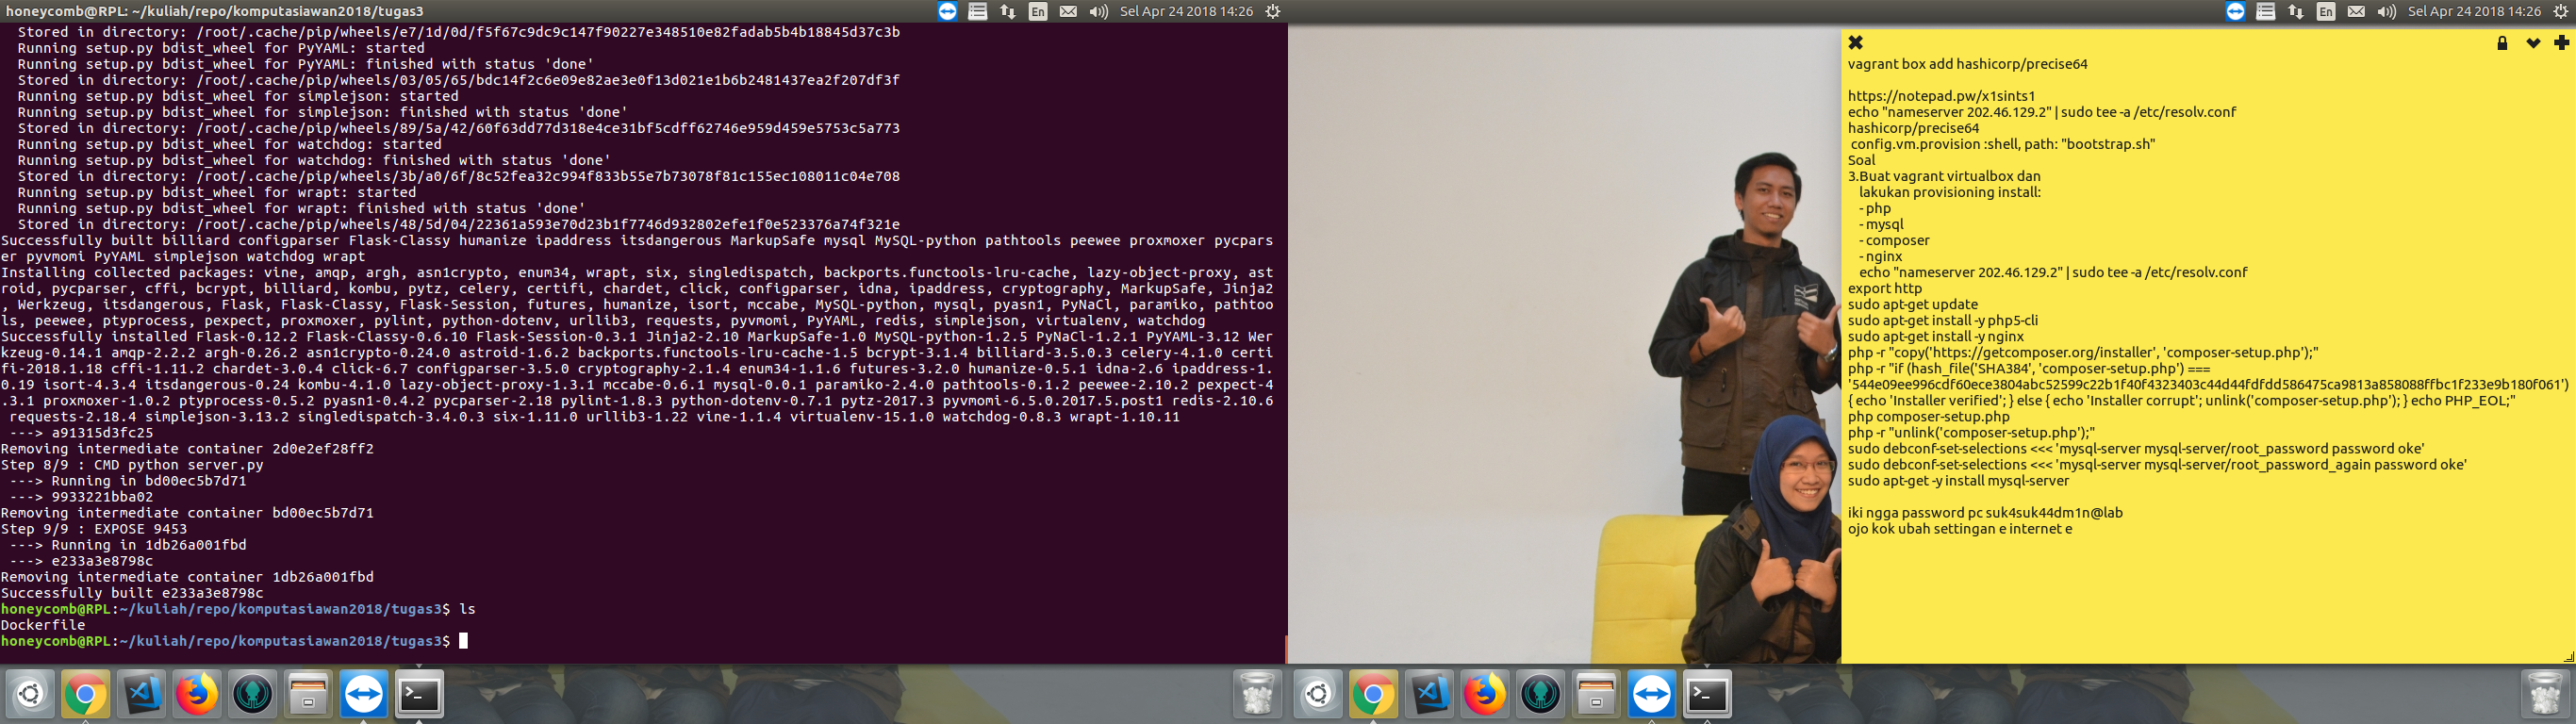 honeycomb@RPL: ~/kuliah/repo/komputasiawan2018/tugas3
En
Sel Apr 24 2018 14:26
Stored in directory: /root/.cache/pip/wheels/e7/1d/0d/f5f67c9dc9c147f90227e348510e82fadab5b4b18845d37c3b
Running setup.py bdist_wheel for PyYAML: started
Running setup.py bdist_wheel for PyYAML: finished with status 'done'
Stored in directory: /root/.cache/pip/wheels/03/05/65/bdc14f2c6e09e82ae3e0f13d021e1b6b2481437ea2f207df3f
Running setup.py bdist_wheel for simplejson: started
Running setup.py bdist_wheel for simplejson: finished with status 'done'
Stored in directory: /root/.cache/pip/wheels/89/5a/42/60f63dd77d318e4ce31bf5cdff62746e959d459e5753c5a773
Running setup.py bdist_wheel for watchdog: started
Running setup.py bdist_wheel for watchdog: finished with status 'done'
Stored in directory: /root/.cache/pip/wheels/3b/a0/6f/8c52fea32c994f833b55e7b73078f81c155ec108011c04e708
Running setup.py bdist_wheel for wrapt: started
Running setup.py bdist_wheel for wrapt: finished with status 'done'
Stored in directory: /root/.cache/pip/wheels/48/5d/04/22361a593e70d23b1f7746d932802efe1f0e523376a74f321e
Successfully built billiard configparser Flask-Classy humanize ipaddress itsdangerous MarkupSafe mysql MySQL-python pathtools peewee proxmoxer pycpars
er pyvmomi PyYAML simplejson watchdog wrapt
Installing collected packages: vine, amqp, argh, asn1crypto, enum34, wrapt, six, singledispatch, backports.functools-lru-cache, lazy-object-proxy, ast
roid, pycparser, cffi, bcrypt, billiard, kombu, pytz, celery, certifi, chardet, click, configparser, idna, ipaddress, cryptography, MarkupSafe, Jinja2
, Werkzeug, itsdangerous, Flask, Flask-Classy, Flask-Session, futures, humanize, isort, mccabe, MySQL-python, mysql, pyasn1, PyNaCl, paramiko, pathtoo
ls, peewee, ptyprocess, pexpect, proxmoxer, pylint, python-dotenv, urllib3, requests, pyvmomi, PyYAML, redis, simplejson, virtualenv, watchdog
Successfully installed Flask-0.12.2 Flask-Classy-0.6.10 Flask-Session-0.3.1 Jinja2-2.10 MarkupSafe-1.0 MySQL-python-1.2.5 PyNaCl-1.2.1 PyYAML-3.12 Wer
kzeug-0.14.1 amqp-2.2.2 argh-0.26.2 asn1crypto-0.24.0 astroid-1.6.2 backports.functools-lru-cache-1.5 bcrypt-3.1.4 billiard-3.5.0.3 celery-4.1.0 certi
fi-2018.1.18 cffi-1.11.2 chardet-3.0.4 click-6.7 configparser-3.5.0 cryptography-2.1.4 enum34-1.1.6 futures-3.2.0 humanize-0.5.1 idna-2.6 ipaddress-1.
0.19 isort-4.3.4 itsdangerous-0.24 kombu-4.1.0 lazy-object-proxy-1.3.1 mccabe-0.6.1 mysql-0.0.1 paramiko-2.4.0 pathtools-0.1.2 peewee-2.10.2 pexpect-4
.3.1 proxmoxer-1.0.2 ptyprocess-0.5.2 pyasn1-0.4.2 pycparser-2.18 pylint-1.8.3 python-dotenv-0.7.1 pytz-2017.3 pyvmomi-6.5.0.2017.5.post1 redis-2.10.6
requests-2.18.4 simplejson-3.13.2 singledispatch-3.4.0.3 six-1.11.0 urllib3-1.22 vine-1.1.4 virtualenv-15.1.0 watchdog-0.8.3 wrapt-1.10.11
---> a91315d3fc25
Removing intermediate container 2d0e2ef28ff2
Step 8/9 : CMD python server.py
---> Running in bd00ec5b7d71
---> 9933221bba02
Removing intermediate container bd00ec5b7d71
Step 9/9 : EXPOSE 9453
---> Running in 1db26a001fbd
---> e233a3e8798c
Removing intermediate container 1db26a001fbd
Successfully built e233a3e8798c
honeycomb@RPL:~/kuliah/repo/komputasiawan2018/tugas3$ ls
Dockerfile
honeycomb@RPL:~/kuliah/repo/komputasiawan2018/tugas3$
En
Sel Apr 24 2018 14:26
vagrant box add hashicorp/precise64
https://notepad.pw/x1sints1
echo "nameserver 202.46.129.2" | sudo tee -a /etc/resolv.conf
hashicorp/precise64
config.vm.provision :shell, path: "bootstrap.sh"
Soal
3.Buat vagrant virtualbox dan
lakukan provisioning install:
- php
- mysql
- composer
- nginx
echo "nameserver 202.46.129.2" | sudo tee -a /etc/resolv.conf
export http
sudo apt-get update
sudo apt-get install -y php5-cli
sudo apt-get install -y nginx
php -r "copy('https://getcomposer.org/installer', 'composer-setup.php');"
php -r "if (hash_file('SHA384', 'composer-setup.php') ===
'544e09ee996cdf60ece3804abc52599c22b1f40f4323403c44d44fdfdd586475ca9813a858088ffbc1f233e9b180f061')
{ echo 'Installer verified'; } else { echo 'Installer corrupt'; unlink('composer-setup.php'); } echo PHP_EOL;"
php composer-setup.php
php -r "unlink('composer-setup.php');"
sudo debconf-set-selections <<< 'mysql-server mysql-server/root_password password oke'
sudo debconf-set-selections <<< 'mysql-server mysql-server/root_password_again password oke'
sudo apt-get -y install mysql-server
iki ngga password pc suk4suk44dm1n@lab
ojo kok ubah settingan e internet e